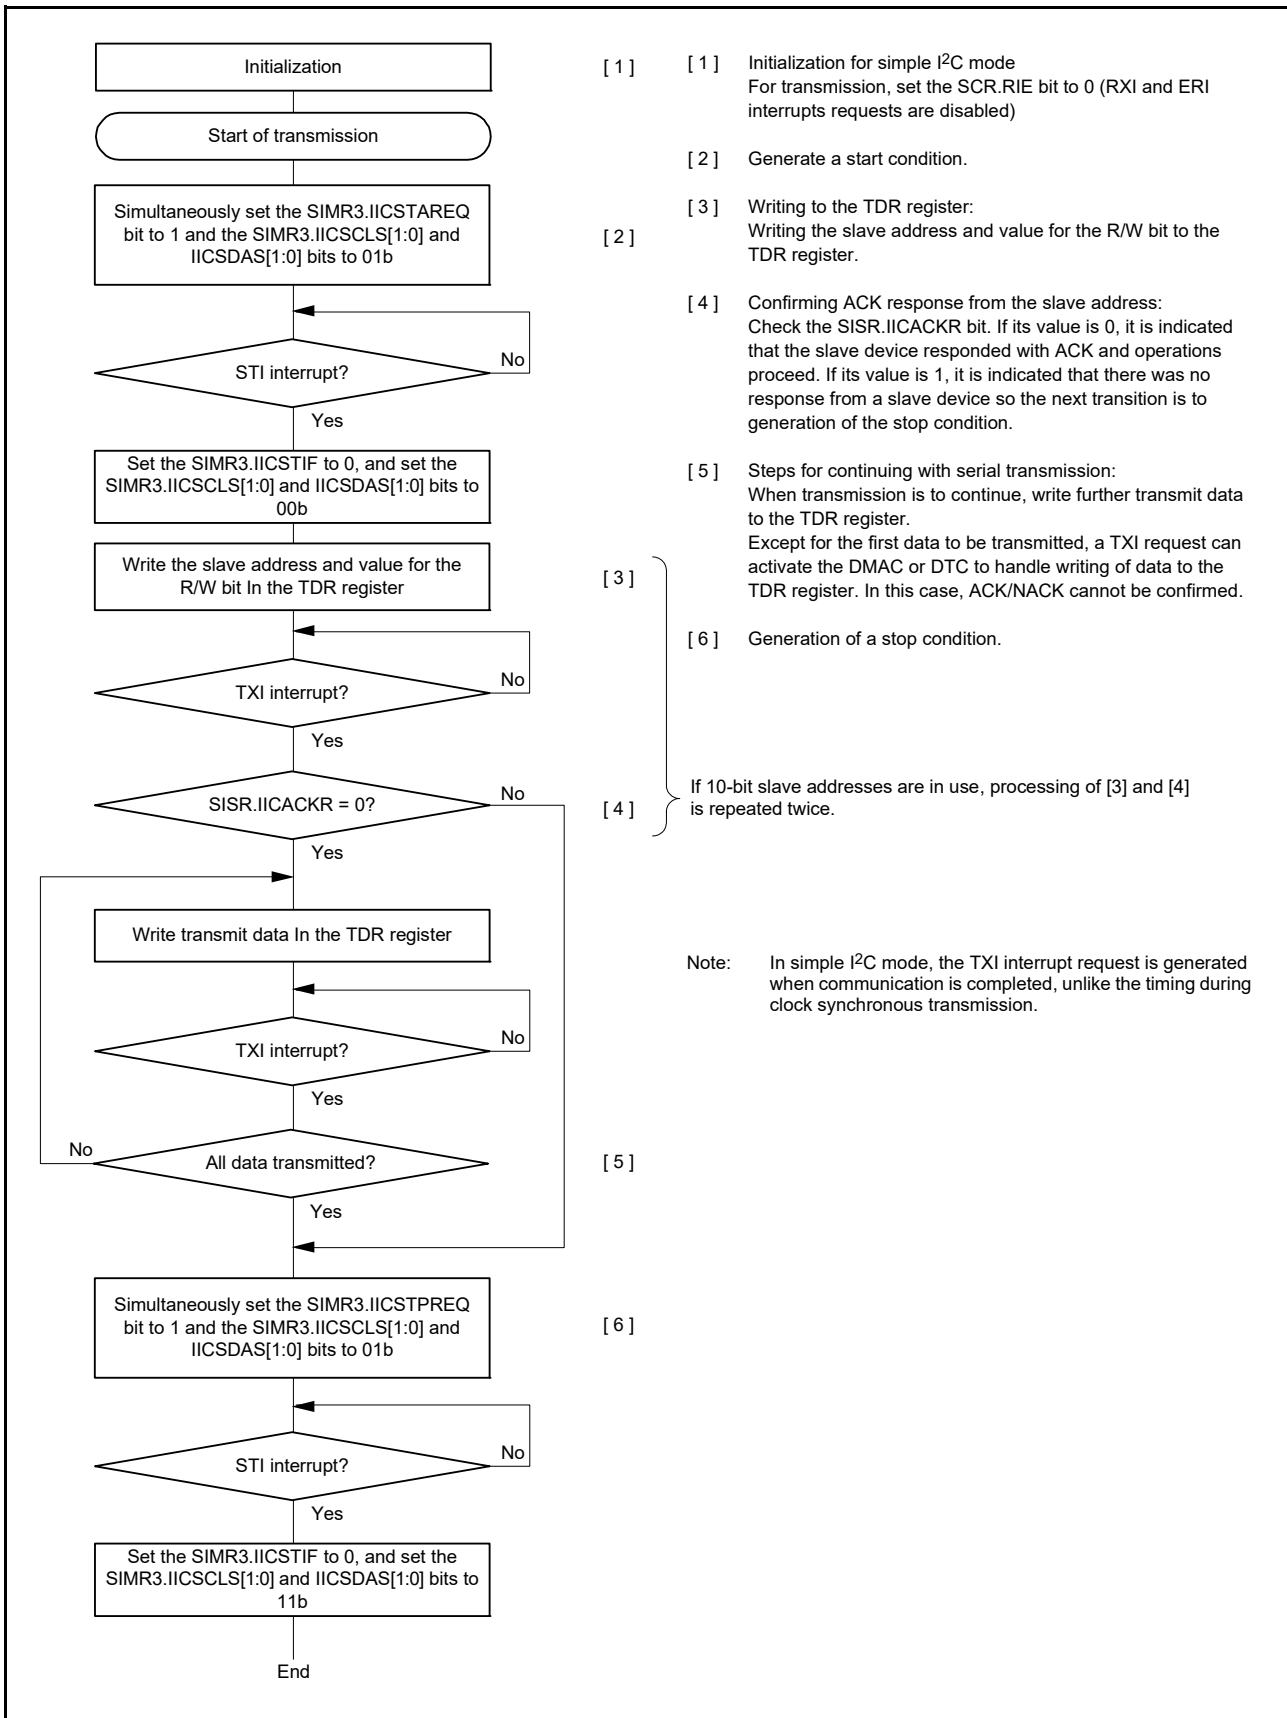 Initialization
[ 1 ]
Start of transmission
Simultaneously set the SIMR3.IICSTAREQ
bit to 1 and the SIMR3.IICSCLS[1:0] and
IICSDAS[1:0] bits to 01b
[ 2 ]
STI interrupt?
No
Yes
Set the SIMR3.IICSTIF to 0, and set the
SIMR3.IICSCLS[1:0] and IICSDAS[1:0] bits to
00b
Write the slave address and value for the
R/W bit In the TDR register
[ 3 ]
TXI interrupt?
No
Yes
SISR.IICACKR = 0?
No
[ 4 ]
Yes
Write transmit data In the TDR register
TXI interrupt?
No
Yes
No
All data transmitted?
[ 5 ]
Yes
Simultaneously set the SIMR3.IICSTPREQ
bit to 1 and the SIMR3.IICSCLS[1:0] and
IICSDAS[1:0] bits to 01b
[ 6 ]
STI interrupt?
No
Yes
Set the SIMR3.IICSTIF to 0, and set the
SIMR3.IICSCLS[1:0] and IICSDAS[1:0] bits to
11b
End
[ 1 ] Initialization for simple I2C mode
For transmission, set the SCR.RIE bit to 0 (RXI and ERI
interrupts requests are disabled)
[ 2 ] Generate a start condition.
[ 3 ] Writing to the TDR register:
Writing the slave address and value for the R/W bit to the
TDR register.
[ 4 ] Confirming ACK response from the slave address:
Check the SISR.IICACKR bit. If its value is 0, it is indicated
that the slave device responded with ACK and operations
proceed. If its value is 1, it is indicated that there was no
response from a slave device so the next transition is to
generation of the stop condition.
[ 5 ] Steps for continuing with serial transmission:
When transmission is to continue, write further transmit data
to the TDR register.
Except for the first data to be transmitted, a TXI request can
activate the DMAC or DTC to handle writing of data to the
TDR register. In this case, ACK/NACK cannot be confirmed.
[ 6 ] Generation of a stop condition.
If 10-bit slave addresses are in use, processing of [3] and [4]
is repeated twice.
Note: In simple I2C mode, the TXI interrupt request is generated
when communication is completed, unlike the timing during
clock synchronous transmission.